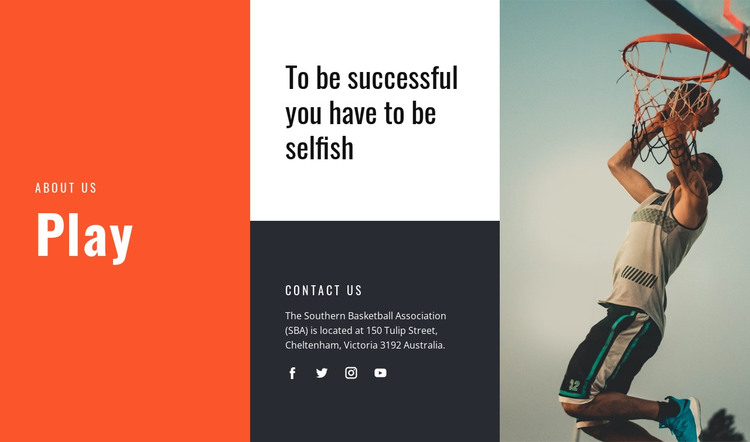 ABOUT US
Play
To be successful
you have to be
selfish
CONTACT US
The Southern Basketball Association
(SBA) is located at 150 Tulip Street,
Cheltenham, Victoria 3192 Australia.
12